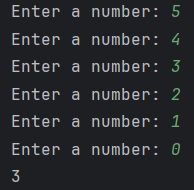 Enter a number: 5
Enter a number: 4
Enter a number: 3
Enter a number: 2
Enter a number: 1
Enter a number: 0
3